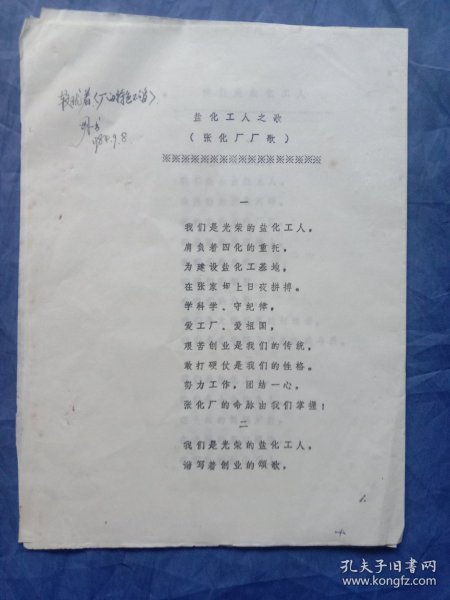 盐化工人之歌
(张化厂厂歌)
※※※※※※※※※※※※※※※※※※※※
一
我们是光荣的盐化工人，
肩负着四化的重托，
为建设盐化工基地，
在张家坳上日夜拼搏。
学科学、守纪律，
爱工厂、爱祖国，
艰苦创业是我们的传统，
敢打硬仗是我们的性格。
努力工作，团结一心，
张化厂的命脉由我们掌握！
二
我们是光荣的盐化工人，
谱写着创业的颂歌，
1984.9.8
孔夫子旧书网
www.kongfz.com